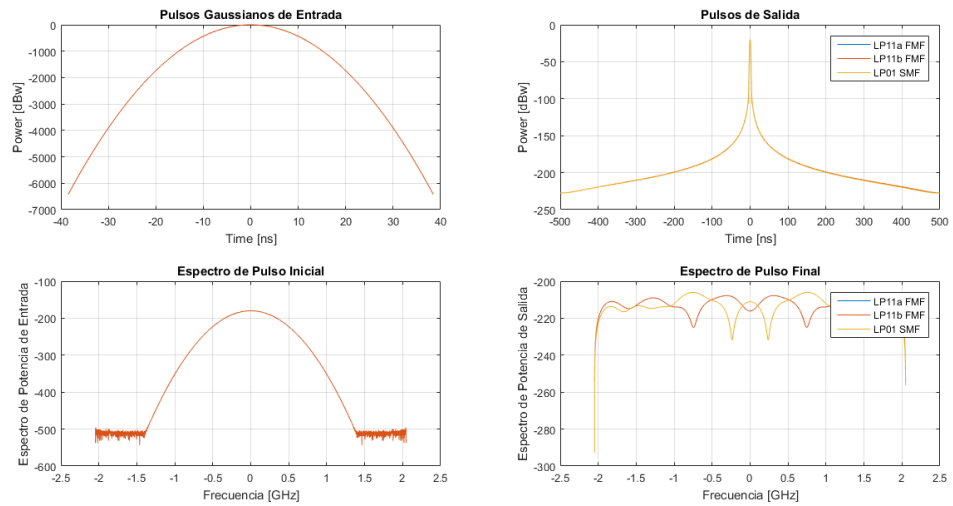 Pulsos Gaussianos de Entrada
0
-1000
-2000
-3000
-4000
-5000
-6000
-7000
Power [dBw]
-40 -30 -20 -10 0 10 20 30 40
Time [ns]
Pulsos de Salida
0
-50
-100
-150
-200
-250
Power [dBw]
LP11a FMF
LP11b FMF
LP01 SMF
-500 -400 -300 -200 -100 0 100 200 300 400 500
Time [ns]
Espectro de Pulso Inicial
-100
-200
-300
-400
-500
-600
Espectro de Potencia de Entrada
-2.5 -2 -1.5 -1 -0.5 0 0.5 1 1.5 2 2.5
Frecuencia [GHz]
Espectro de Pulso Final
-200
-220
-240
-260
-280
-300
Espectro de Potencia de Salida
LP11a FMF
LP11b FMF
LP01 SMF
-2.5 -2 -1.5 -1 -0.5 0 0.5 1 1.5 2 2.5
Frecuencia [GHz]